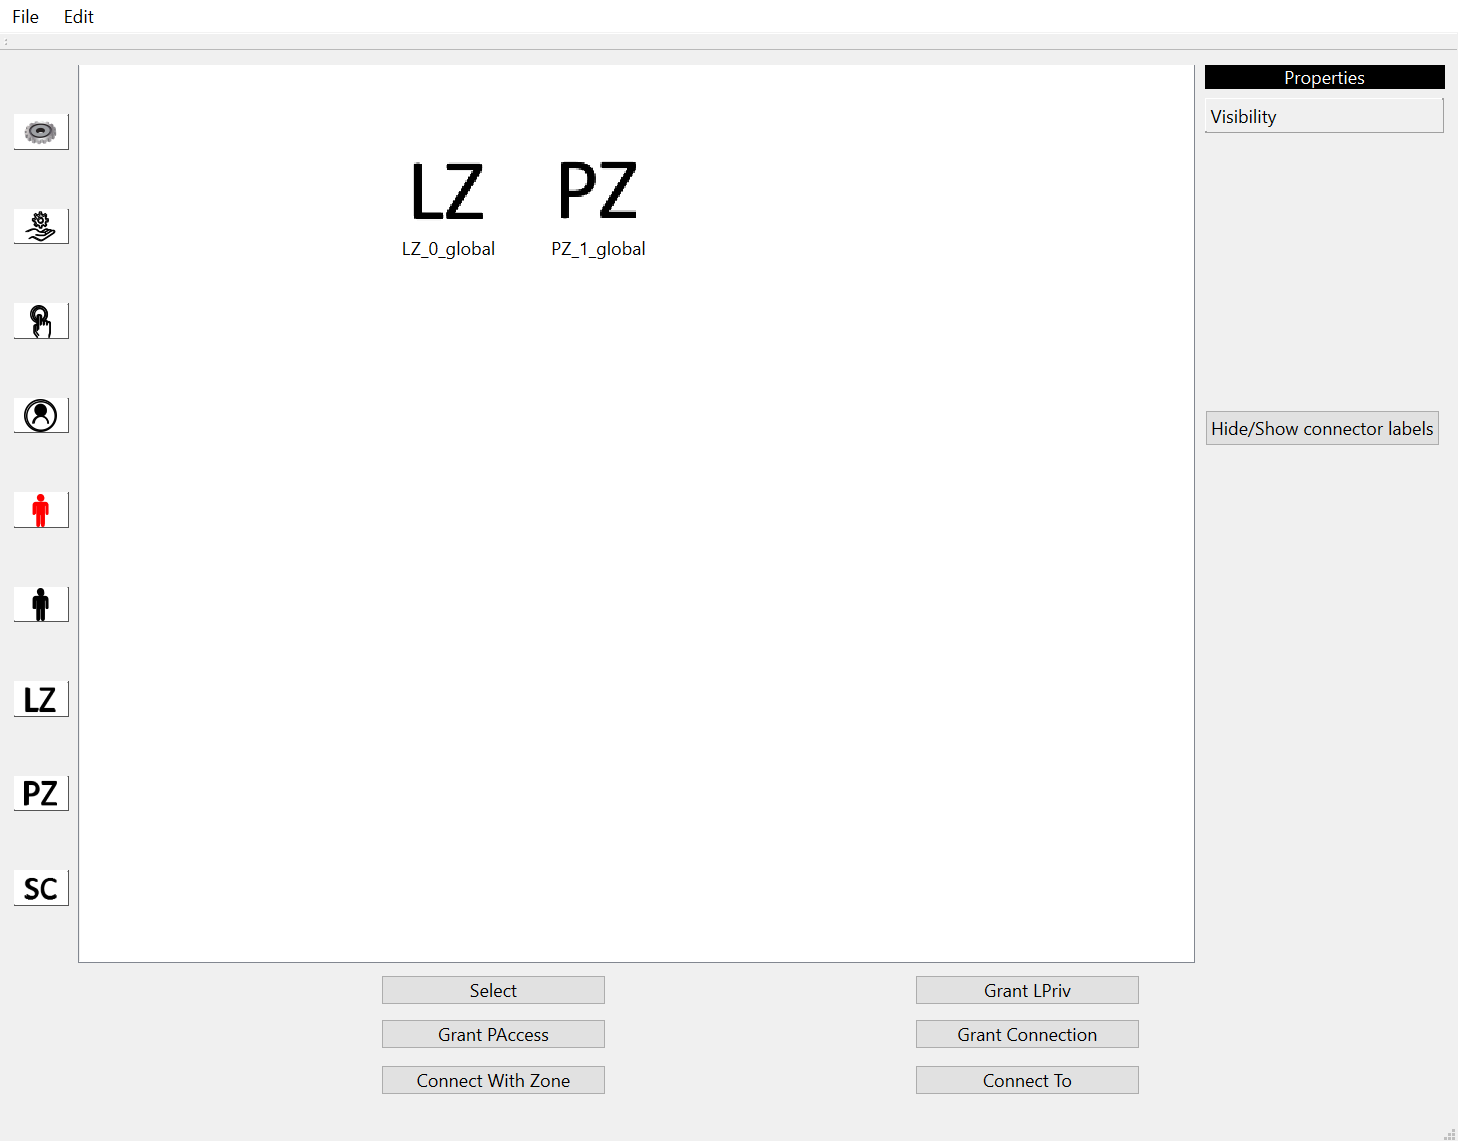 File Edit
Properties
Visibility
LZ PZ
LZ_0_global PZ_1_global
Hide/Show connector labels
LZ
PZ
SC
Select Grant LPriv
Grant PAccess Grant Connection
Connect With Zone Connect To